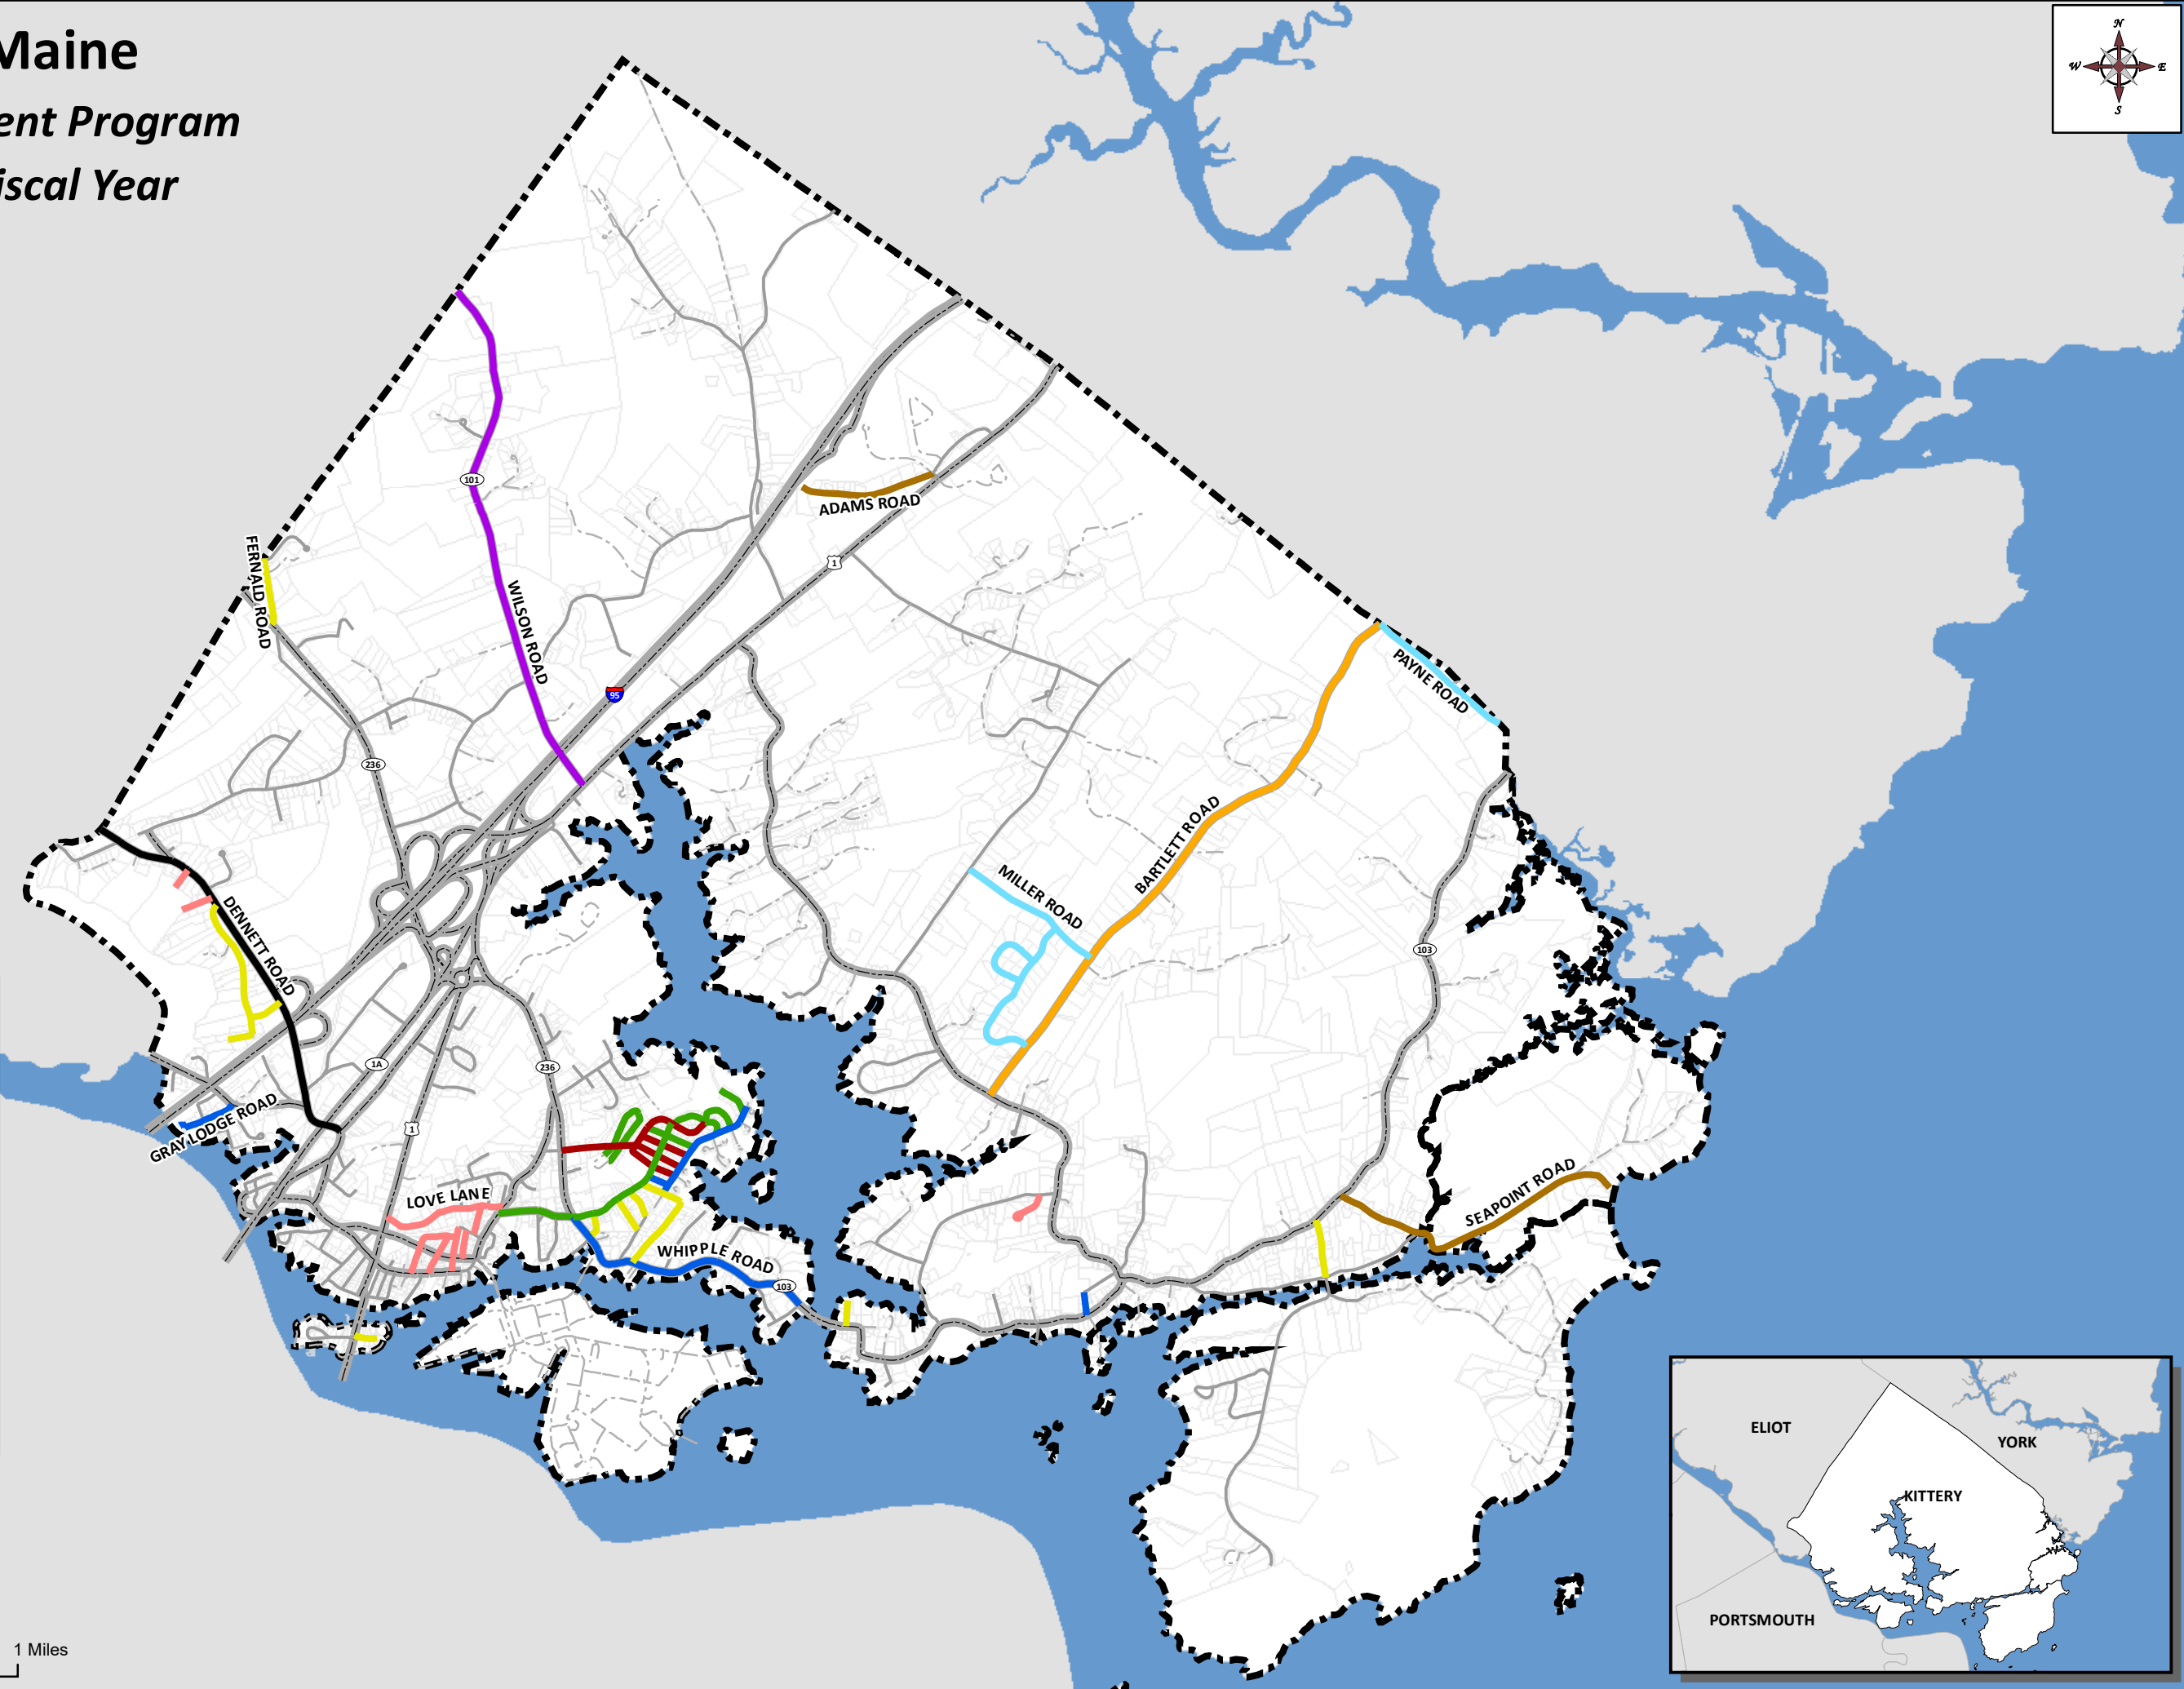 Maine
ent Program
iscal Year
N
W
E
S
101
ADAMS ROAD
1
FERNALD ROAD
WILSON ROAD
95
PAYNE ROAD
236
BARTLETT ROAD
MILLER ROAD
DENNETT ROAD
103
1A
236
GRAY LODGE ROAD
1
LOVE LANE
SEAPOINT ROAD
WHIPPLE ROAD
103
ELIOT
YORK
KITTERY
PORTSMOUTH
1 Miles